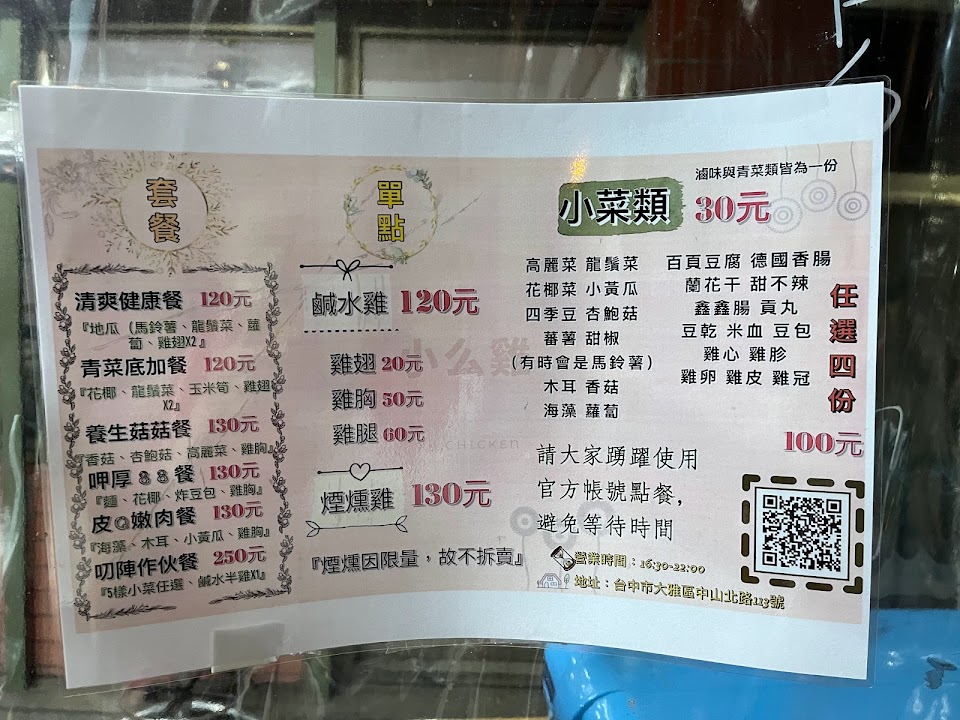 套餐
清爽健康餐 120元
『地瓜（馬鈴薯、龍鬚菜、蘿
蔔、雞翅X2』
青菜底加餐 120元
『花椰、龍鬚菜、玉米筍、雞翅
X2』
養生菇菇餐 130元
『香菇、杏鮑菇、高麗菜、雞胸』
呷厚88餐 130元
『麵、花椰、炸豆包、雞胸』
皮Q嫩肉餐 130元
『海藻、木耳、小黃瓜、雞胸』
叨陣作伙餐 250元
『5樣小菜任選、鹹水半雞X1』
單點
鹹水雞 120元
雞翅 20元
雞胸 50元
雞腿 60元
煙燻雞 130元
『煙燻因限量，故不拆賣』
小么雞
CHICKEN
滷味與青菜類皆為一份
小菜類 30元
高麗菜 龍鬚菜
花椰菜 小黃瓜
四季豆 杏鮑菇
蕃薯 甜椒
(有時會是馬鈴薯)
木耳 香菇
海藻 蘿蔔
百頁豆腐 德國香腸
蘭花干 甜不辣
鑫鑫腸 貢丸
豆乾 米血 豆包
雞心 雞胗
雞卵 雞皮 雞冠
任選四份
100元
請大家踴躍使用
官方帳號點餐，
避免等待時間
營業時間：16:30-22:00
地址：台中市大雅區中山北路113號